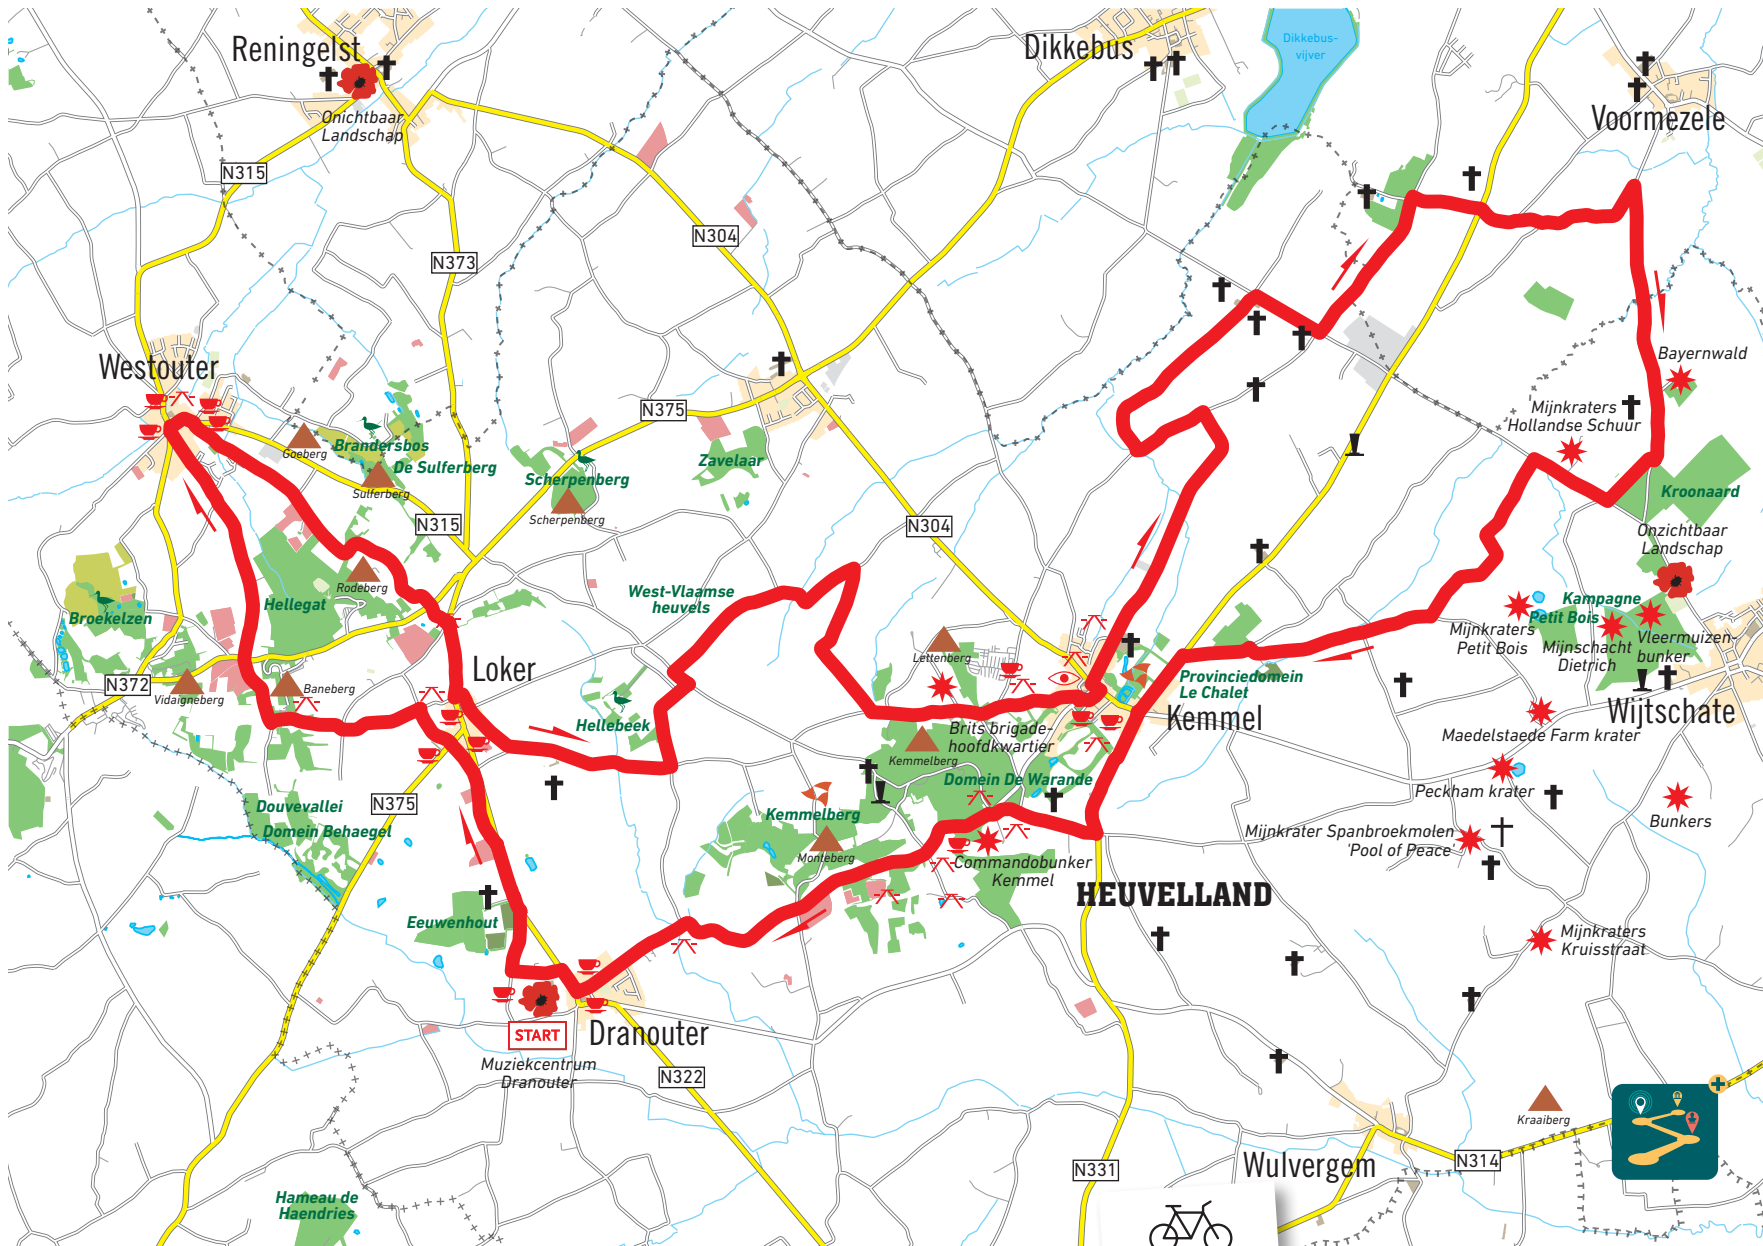 Reningelst
Dikkebus
Dikkebus-
vijver
Voormezele
Onichtbaar
Landschap
N315
N304
N373
Westouter
Bayernwald
Mijnkraters
Hollandse Schuur
N375
Goeberg
Brandersbos
De Sulferberg
Sulferberg
Scherpenberg
Scherpenberg
Zavelaar
Kroonaard
N315
N304
Onzichtbaar
Landschap
Rodeberg
Hellegat
Broekelzen
West-Vlaamse
heuvels
Kampagne
Petit Bois
Mijnkraters
Petit Bois
Mijnschacht
Dietrich
Vleermuizen-
bunker
Lettenberg
Loker
N372
Vidaigneberg
Baneberg
Provinciedomein
Le Chalet
Kemmel
Wijtschate
Hellebeek
Brits brigade-
hoofdkwartier
Kemmelberg
Maedelstaede Farm krater
Domein De Warande
Peckham krater
Bunkers
Douvevallei
N375
Domein Behaegel
Kemmelberg
Monteberg
Mijnkrater Spanbroekmolen
'Pool of Peace'
Commandobunker
Kemmel
HEUVELLAND
Eeuwenhout
Mijnkraters
Kruisstraat
START
Dranouter
Muziekcentrum
Dranouter
N322
Kraaiberg
N331
Wulvergem
N314
Hameau de
Haendries